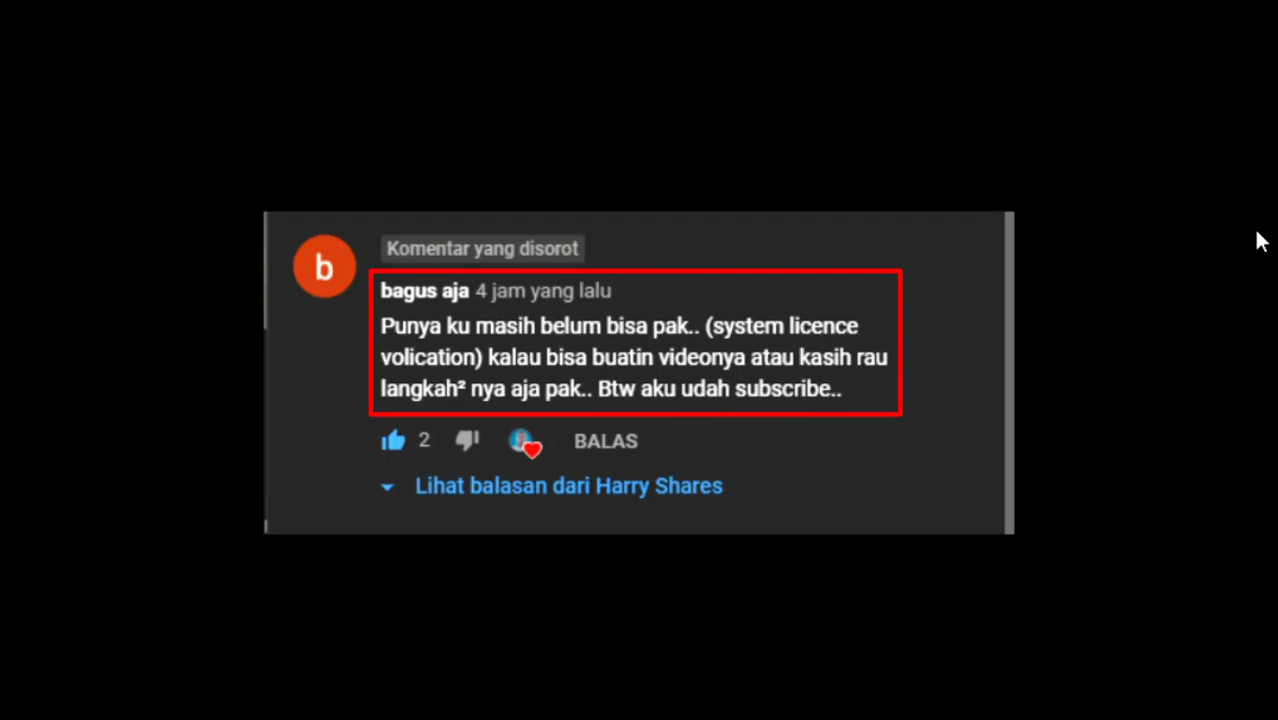 b
Komentar yang disorot
bagus aja 4 jam yang lalu
Punya ku masih belum bisa pak.. (system licence
volication) kalau bisa buatin videonya atau kasih rau
langkah² nya aja pak.. Btw aku udah subscribe..
2 BALAS
Lihat balasan dari Harry Shares